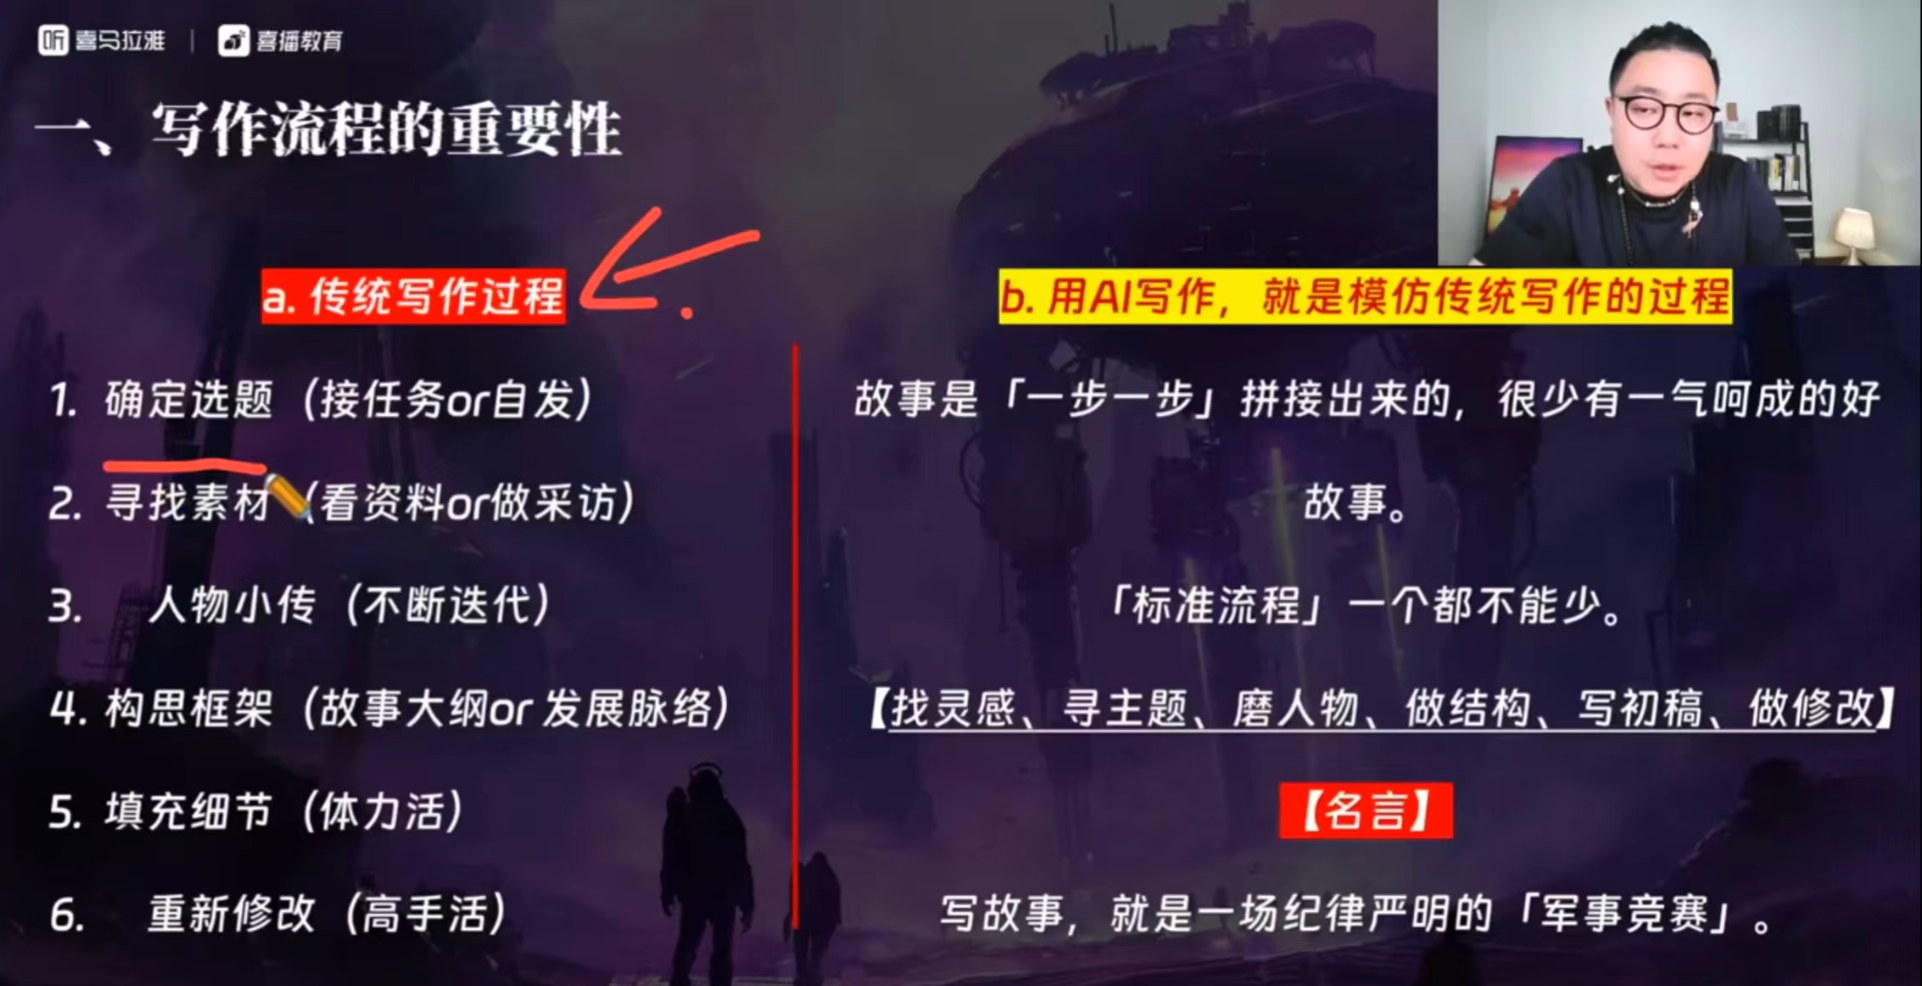 喜马拉雅 | 喜播教育
一、写作流程的重要性
a. 传统写作过程
1. 确定选题（接任务or自发）
2. 寻找素材（看资料or做采访）
3. 人物小传（不断迭代）
4. 构思框架（故事大纲or 发展脉络）
5. 填充细节（体力活）
6. 重新修改（高手活）
b. 用AI写作，就是模仿传统写作的过程
故事是「一步一步」拼接出来的，很少有一气呵成的好
故事。
「标准流程」一个都不能少。
【找灵感、寻主题、磨人物、做结构、写初稿、做修改】
【名言】
写故事，就是一场纪律严明的「军事竞赛」。